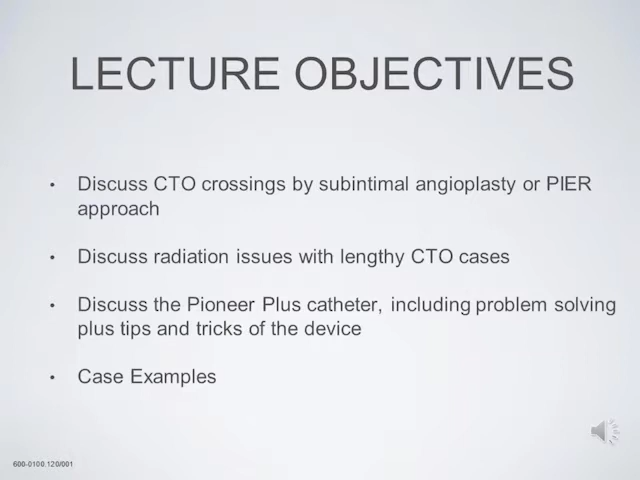 LECTURE OBJECTIVES
• Discuss CTO crossings by subintimal angioplasty or PIER
approach
• Discuss radiation issues with lengthy CTO cases
• Discuss the Pioneer Plus catheter, including problem solving
plus tips and tricks of the device
• Case Examples
600-0100.120/001